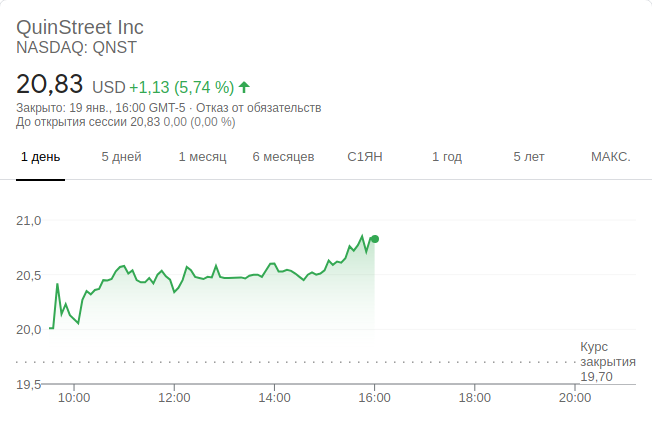 QuinStreet Inc
NASDAQ: QNST
20,83 USD +1,13 (5,74 %)
Закрыто: 19 янв., 16:00 GMT-5 · Отказ от обязательств
До открытия сессии 20,83 0,00 (0,00 %)
1 день 5 дней 1 месяц 6 месяцев С1ЯН 1 год 5 лет МАКС.
21,0
20,5
20,0
Курс
закрытия
19,70
19,5
10:00 12:00 14:00 16:00 18:00 20:00